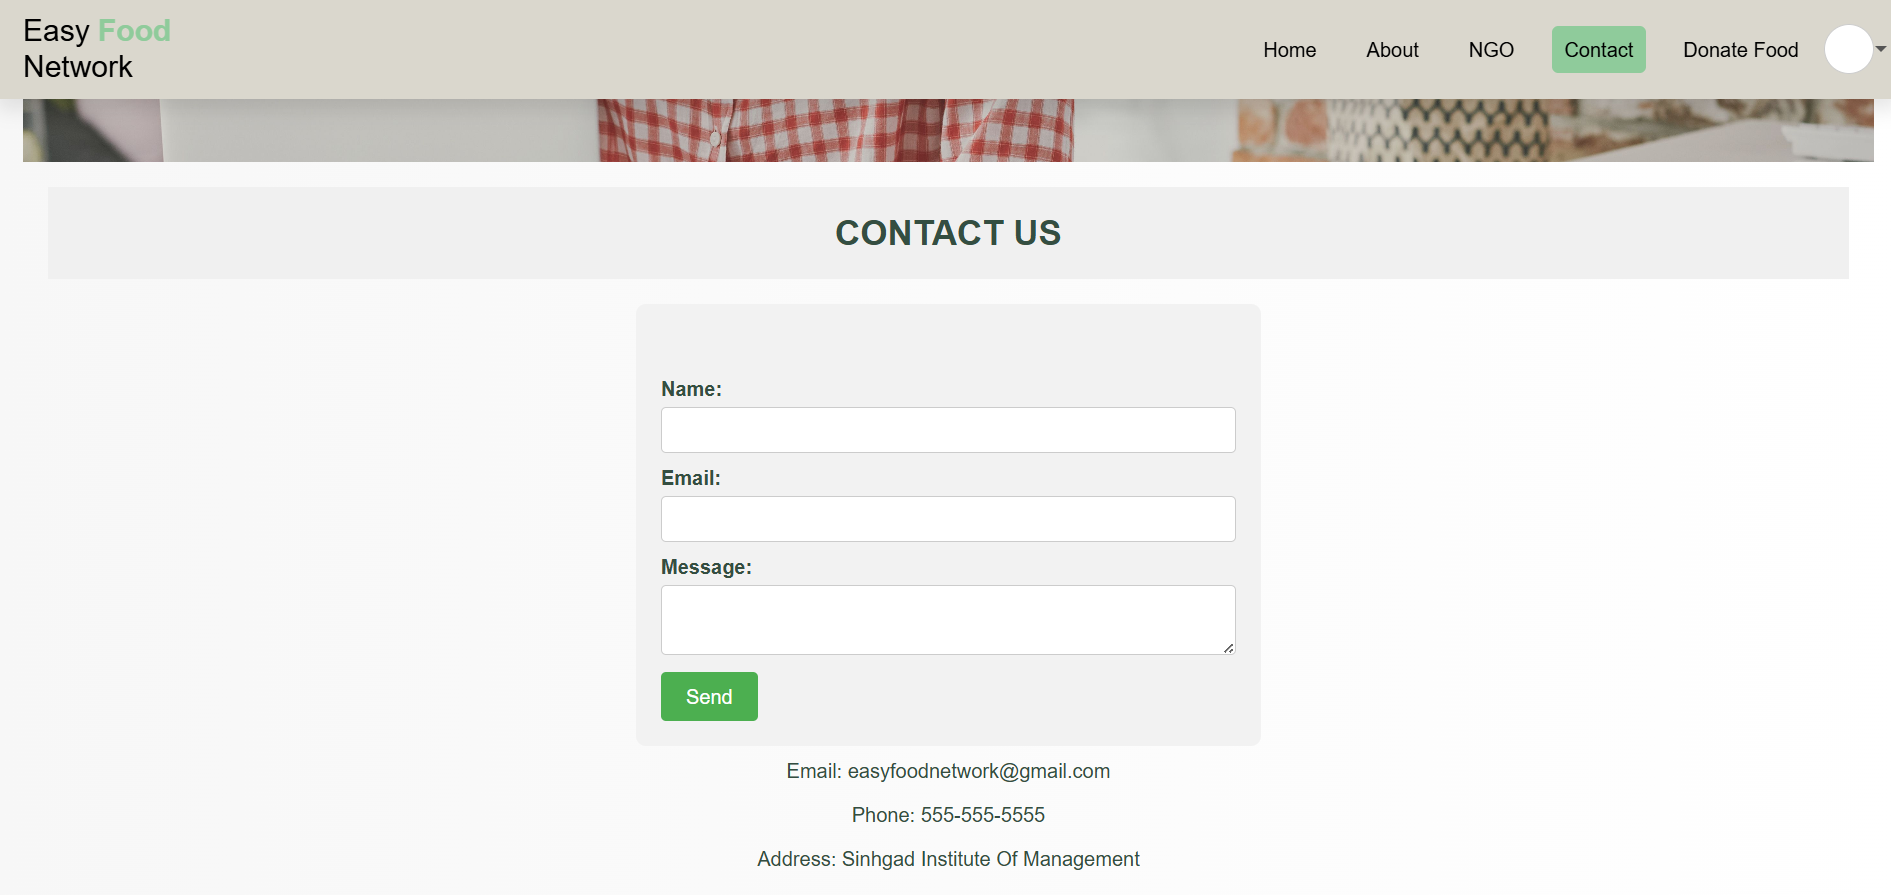 Easy Food
Network
Home About NGO Contact Donate Food
CONTACT US
Name:
Email:
Message:
Send
Email: easyfoodnetwork@gmail.com
Phone: 555-555-5555
Address: Sinhgad Institute Of Management